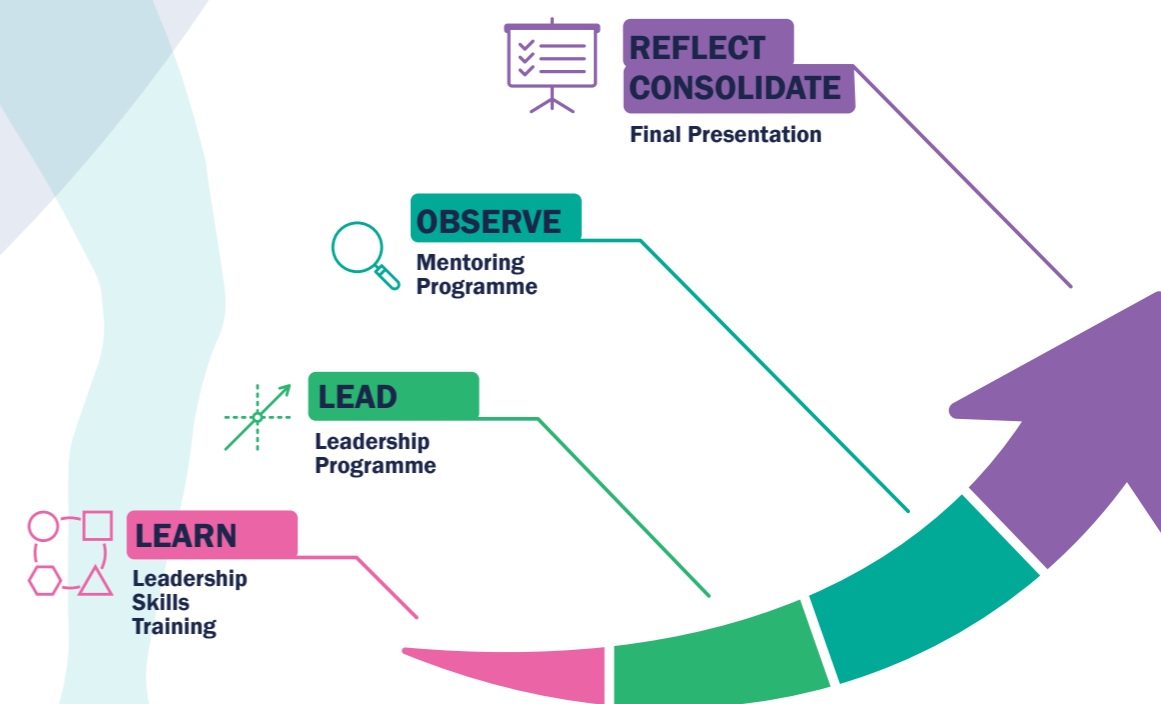 REFLECT
CONSOLIDATE
Final Presentation
OBSERVE
Mentoring
Programme
LEAD
Leadership
Programme
LEARN
Leadership
Skills
Training